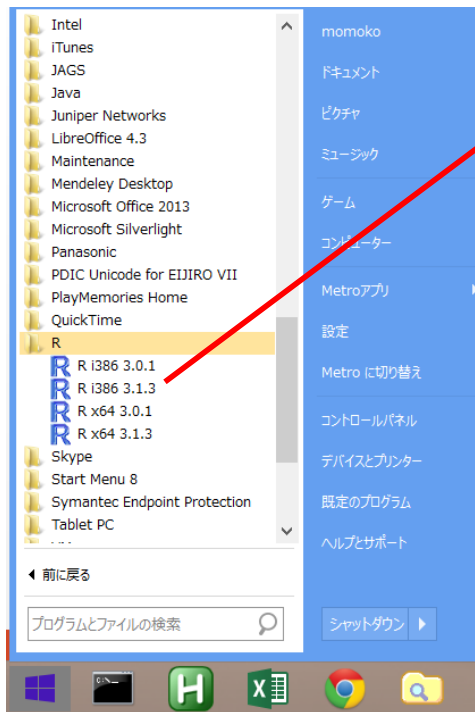 Intel
iTunes
JAGS
Java
Juniper Networks
LibreOffice 4.3
Maintenance
Mendeley Desktop
Microsoft Office 2013
Microsoft Silverlight
Panasonic
PDIC Unicode for EIJIRO VII
PlayMemories Home
QuickTime
R
R i386 3.0.1
R i386 3.1.3
R x64 3.0.1
R x64 3.1.3
Skype
Start Menu 8
Symantec Endpoint Protection
Tablet PC
前に戻る
プログラムとファイルの検索
momoko
ドキュメント
ピクチャ
ミュージック
ゲーム
コンピューター
Metroアプリ
設定
Metro に切り替え
コントロールパネル
デバイスとプリンター
既定のプログラム
ヘルプとサポート
シャットダウン